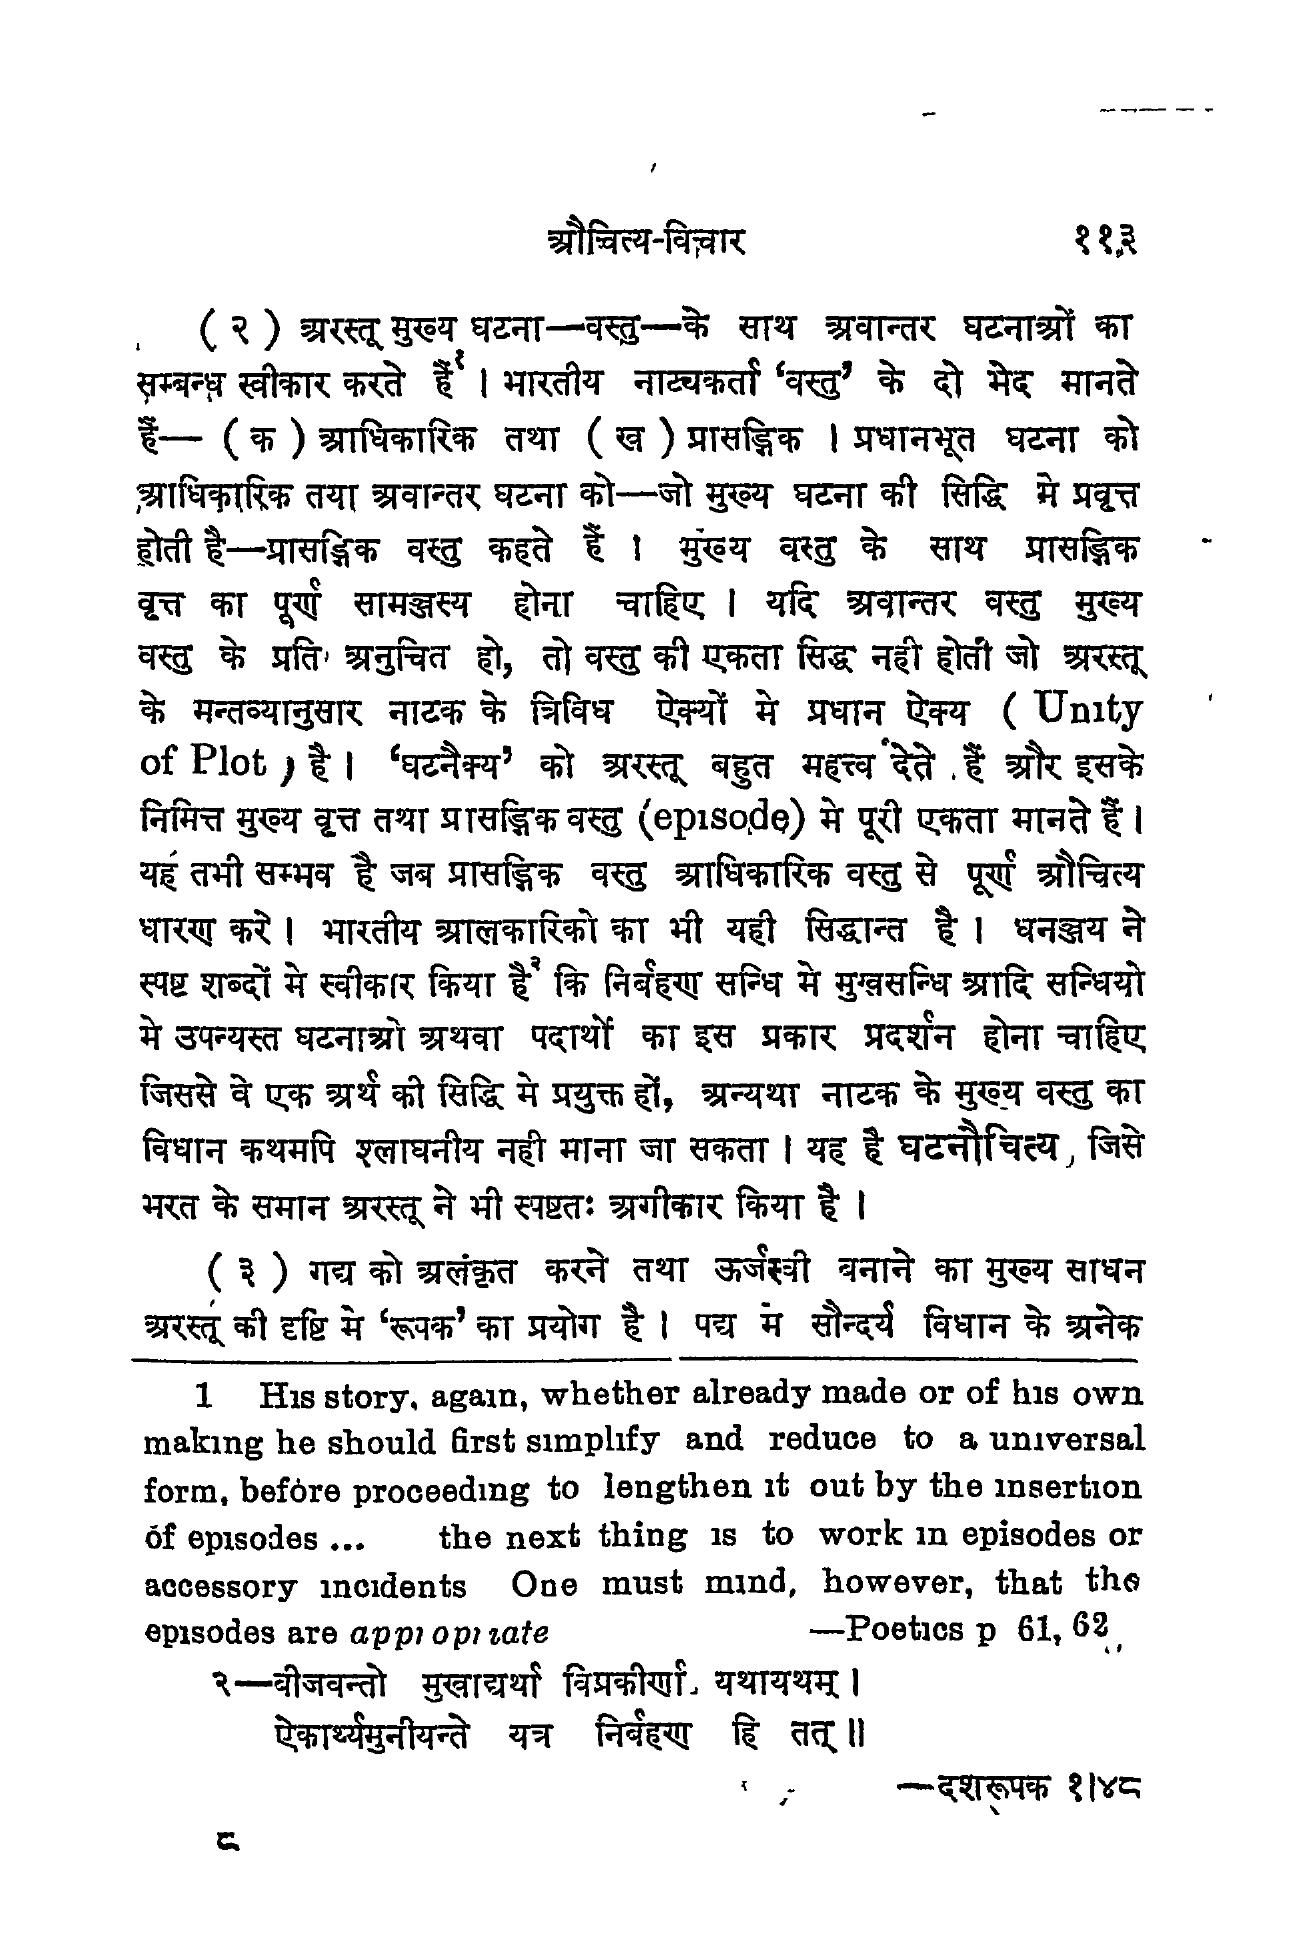 औचित्य-विचार ११३
( २ ) अरस्तू मुख्य घटना—वस्तु—के साथ अवान्तर घटनाओं का
सम्बन्ध स्वीकार करते हैं१ । भारतीय नाट्यकर्ता ‘वस्तु’ के दो भेद मानते
हैं— ( क ) आधिकारिक तथा ( ख ) प्रासङ्गिक । प्रधानभूत घटना को
आधिकारिक तया अवान्तर घटना को—जो मुख्य घटना की सिद्धि मे प्रवृत्त
होती है—प्रासङ्गिक वस्तु कहते हैं । मुख्य वस्तु के साथ प्रासङ्गिक
वृत्त का पूर्ण सामञ्जस्य होना चाहिए । यदि अवान्तर वस्तु मुख्य
वस्तु के प्रति अनुचित हो, तो वस्तु की एकता सिद्ध नही होती जो अरस्तू
के मन्तव्यानुसार नाटक के त्रिविध ऐक्यों मे प्रधान ऐक्य ( Unity
of Plot ) है । ‘घटनैक्य’ को अरस्तू बहुत महत्त्व देते हैं और इसके
निमित्त मुख्य वृत्त तथा प्रासङ्गिक वस्तु (episode) मे पूरी एकता मानते हैं ।
यह तभी सम्भव है जब प्रासङ्गिक वस्तु आधिकारिक वस्तु से पूर्ण औचित्य
धारण करे । भारतीय आलकारिको का भी यही सिद्धान्त है । धनञ्जय ने
स्पष्ट शब्दों मे स्वीकार किया है२ कि निर्बहण सन्धि मे मुखसन्धि आदि सन्धियो
मे उपन्यस्त घटनाओ अथवा पदार्थों का इस प्रकार प्रदर्शन होना चाहिए
जिससे वे एक अर्थ की सिद्धि मे प्रयुक्त हों, अन्यथा नाटक के मुख्य वस्तु का
विधान कथमपि श्लाघनीय नही माना जा सकता । यह है घटनौचित्य, जिसे
भरत के समान अरस्तू ने भी स्पष्टतः अगीकार किया है ।
( ३ ) गद्य को अलंकृत करने तथा ऊर्जस्वी बनाने का मुख्य साधन
अरस्तू की दृष्टि मे ‘रूपक’ का प्रयोग है । पद्य मे सौन्दर्य विधान के अनेक
1 His story, again, whether already made or of his own
making he should first simplify and reduce to a universal
form, before proceeding to lengthen it out by the insertion
of episodes ... the next thing is to work in episodes or
accessory incidents One must mind, however, that the
episodes are appropriate —Poetics p 61, 62
२—बीजवन्तो मुखाद्यर्था विप्रकीर्णा यथायथम् ।
ऐकार्थ्यमुनीयन्ते यत्र निर्बहण हि तत् ॥
—दशरूपक १।४८
८